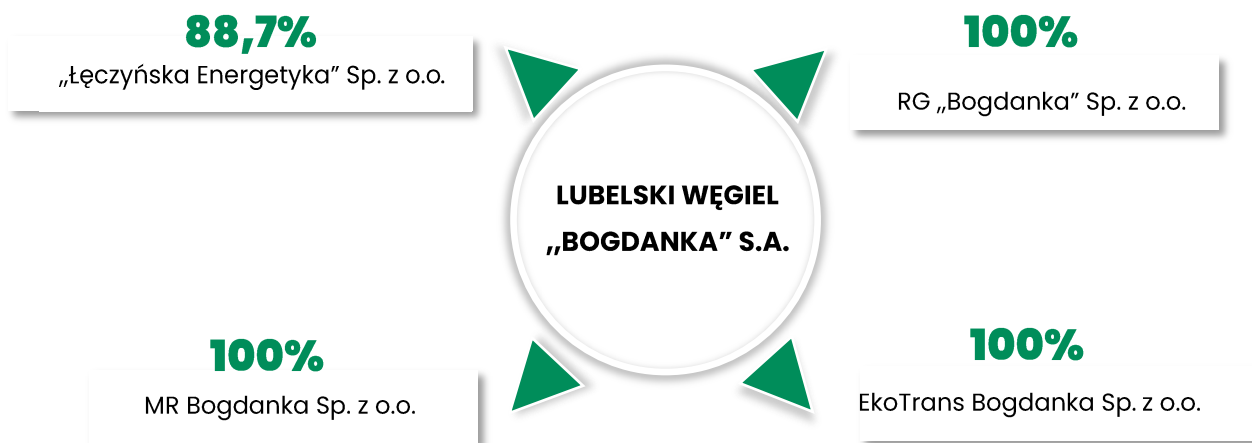 88,7%
,,Łęczyńska Energetyka” Sp. z o.o.
100%
RG ,,Bogdanka” Sp. z o.o.
LUBELSKI WĘGIEL
,,BOGDANKA” S.A.
100%
MR Bogdanka Sp. z o.o.
100%
EkoTrans Bogdanka Sp. z o.o.